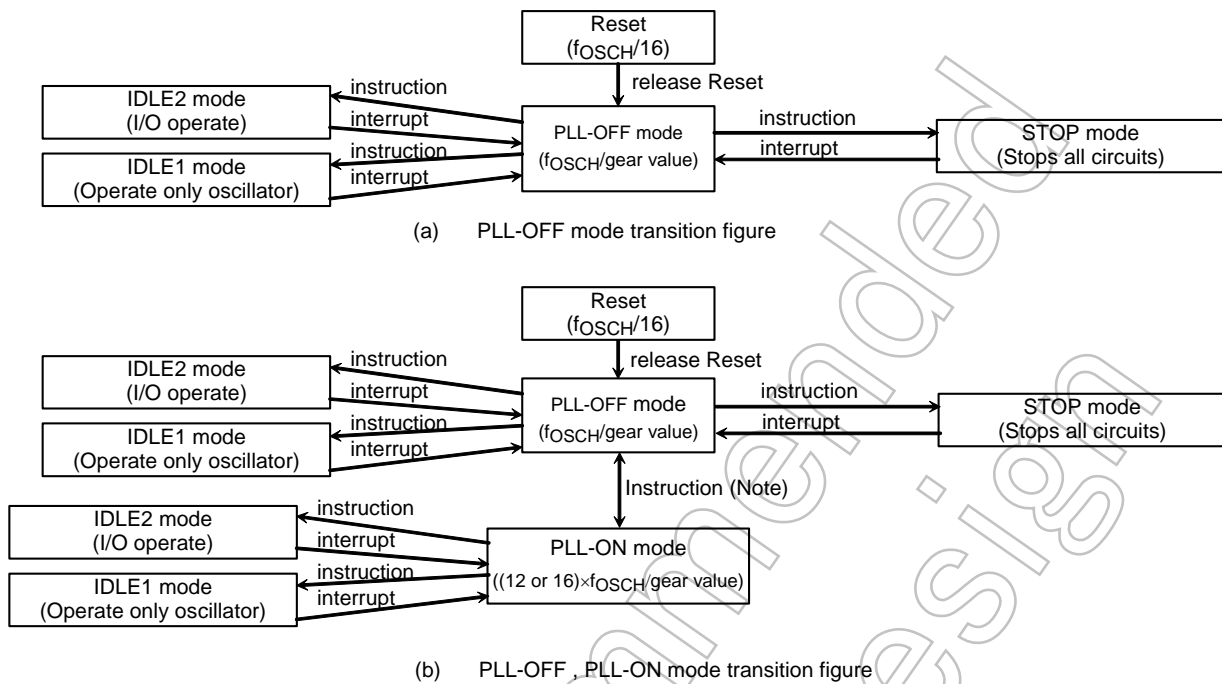 Reset
(fOSCH/16)
release Reset
IDLE2 mode
(I/O operate)
instruction
interrupt
IDLE1 mode
(Operate only oscillator)
instruction
interrupt
PLL-OFF mode
(fOSCH/gear value)
instruction
interrupt
STOP mode
(Stops all circuits)
(a) PLL-OFF mode transition figure
Reset
(fOSCH/16)
release Reset
IDLE2 mode
(I/O operate)
instruction
interrupt
IDLE1 mode
(Operate only oscillator)
instruction
interrupt
PLL-OFF mode
(fOSCH/gear value)
instruction
interrupt
STOP mode
(Stops all circuits)
Instruction (Note)
IDLE2 mode
(I/O operate)
instruction
interrupt
IDLE1 mode
(Operate only oscillator)
instruction
interrupt
PLL-ON mode
((12 or 16)×fOSCH/gear value)
(b) PLL-OFF , PLL-ON mode transition figure